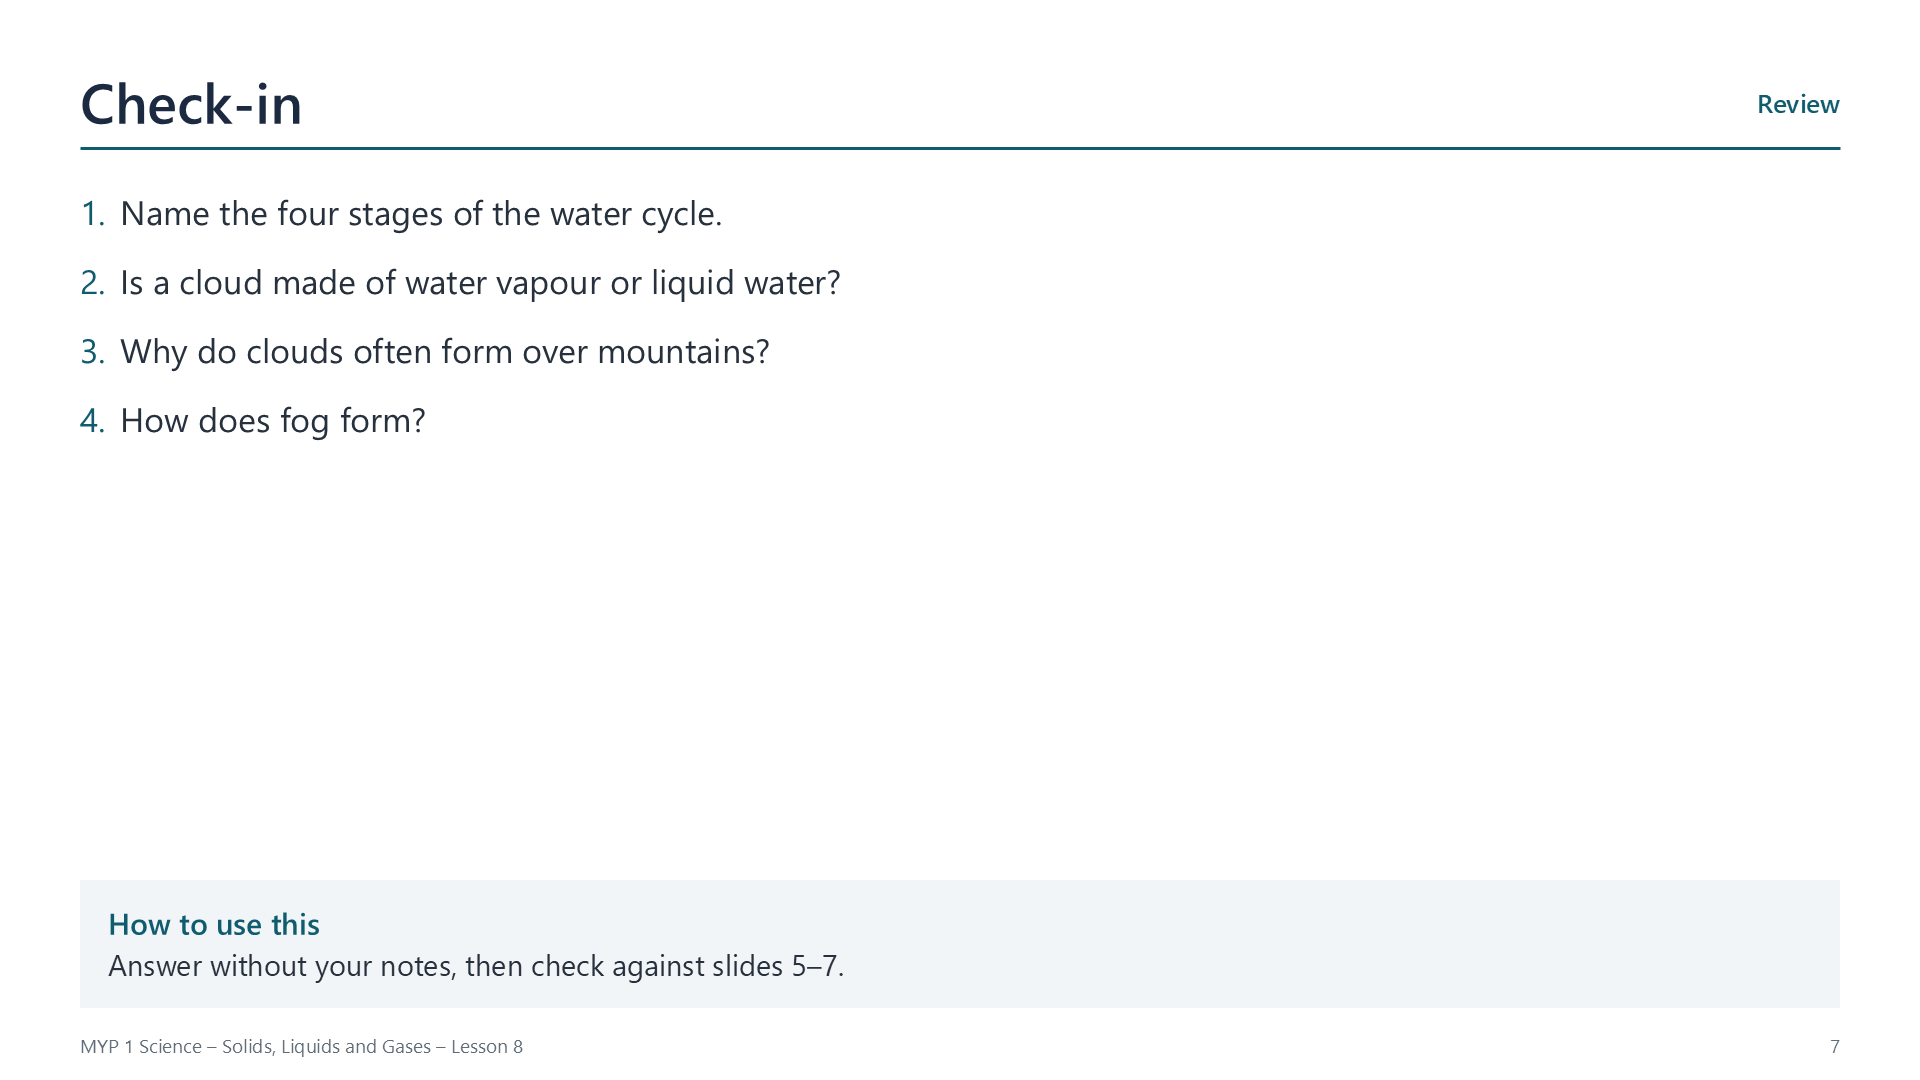 Check-in
Review
1. Name the four stages of the water cycle.
2. Is a cloud made of water vapour or liquid water?
3. Why do clouds often form over mountains?
4. How does fog form?
How to use this
Answer without your notes, then check against slides 5–7.
MYP 1 Science – Solids, Liquids and Gases – Lesson 8
7